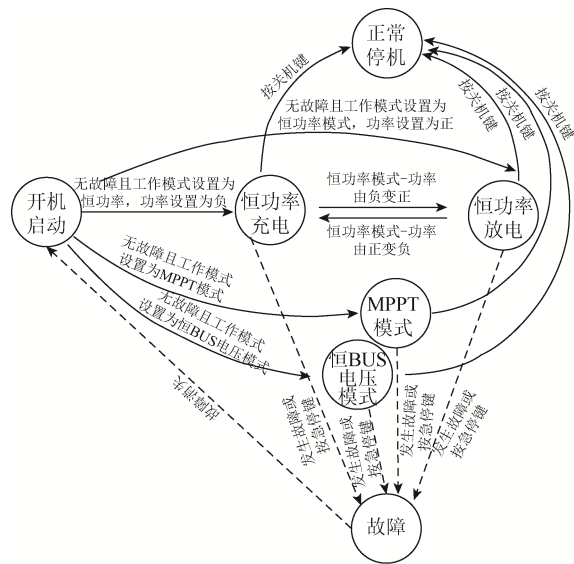 正常
停机
按关机键
按关机键
按关机键
按关机键
无故障且工作模式设置为
恒功率模式，功率设置为正
无故障且工作模式设置为
恒功率，功率设置为负
开机
启动
恒功率
充电
恒功率模式-功率
由负变正
恒功率模式-功率
由正变负
恒功率
放电
无故障且工作模式
设置为MPPT模式
无故障且工作模式
设置为恒BUS电压模式
MPPT
模式
恒BUS
电压
模式
故障消失
发生故障或
按急停键
发生故障或
按急停键
发生故障或
按急停键
发生故障或
按急停键
故障